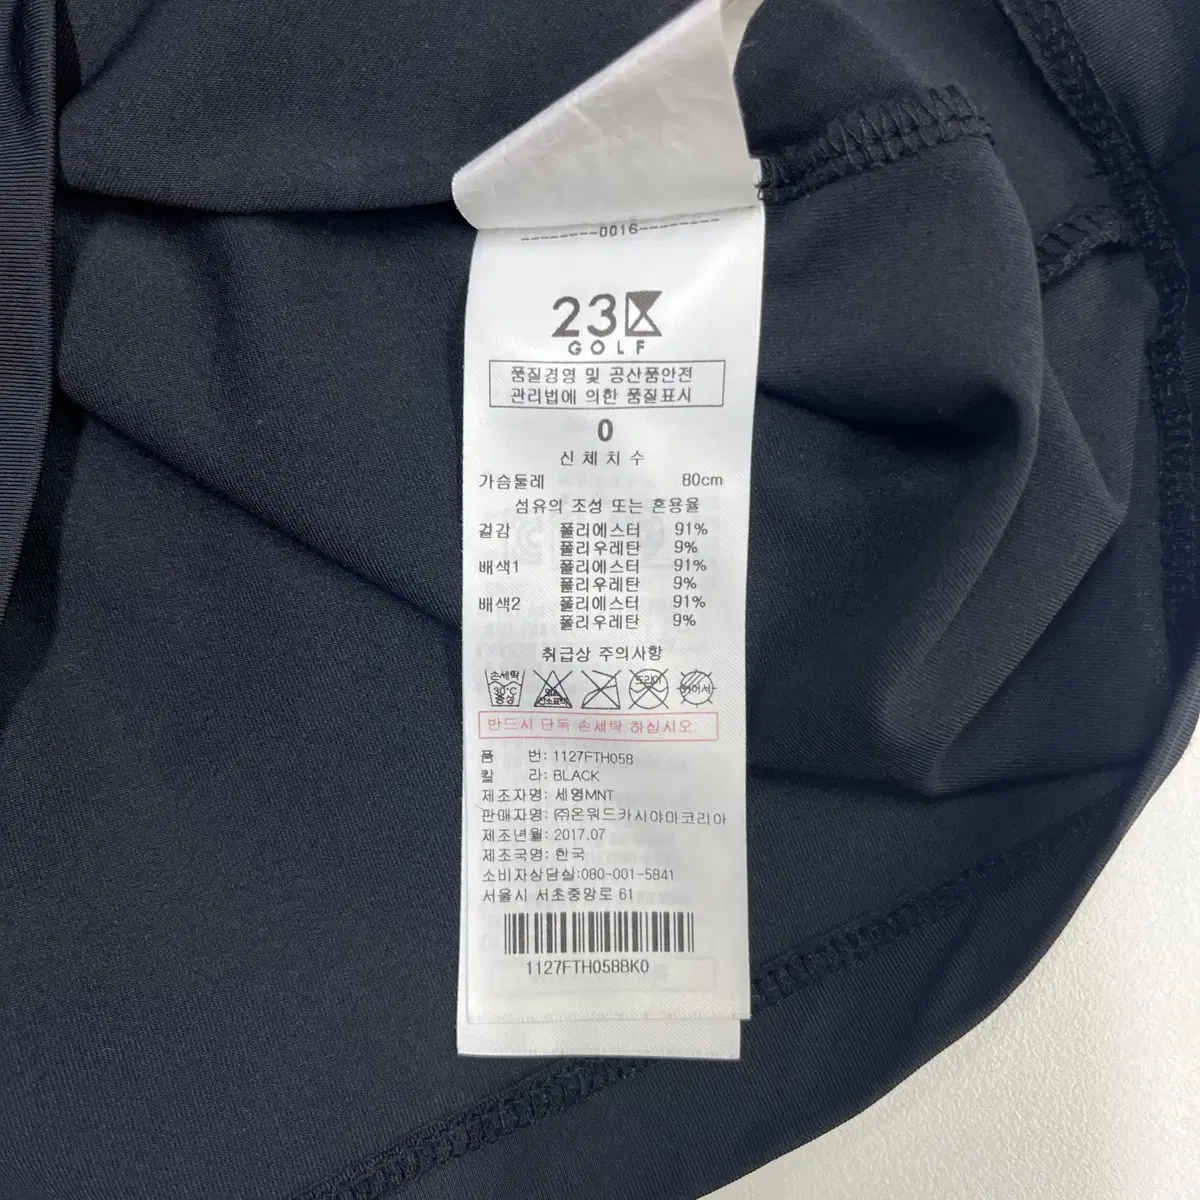 --------0016--------
23
GOLF
품질경영 및 공산품안전
관리법에 의한 품질표시
0
신체치수
가슴둘레 80cm
섬유의 조성 또는 혼용율
겉감 폴리에스터 91%
폴리우레탄 9%
배색1 폴리에스터 91%
폴리우레탄 9%
배색2 폴리에스터 91%
폴리우레탄 9%
취급상 주의사항
손세탁
30℃
중성
염소표백
드라이
반드시 단독 손세탁 하십시오.
품 번: 1127FTH058
칼 라: BLACK
제조자명: 세영MNT
판매자명: ㈜온워드카시야마코리아
제조년월: 2017.07
제조국명: 한국
소비자상담실:080-001-5841
서울시 서초중앙로 61
1127FTH058BK0